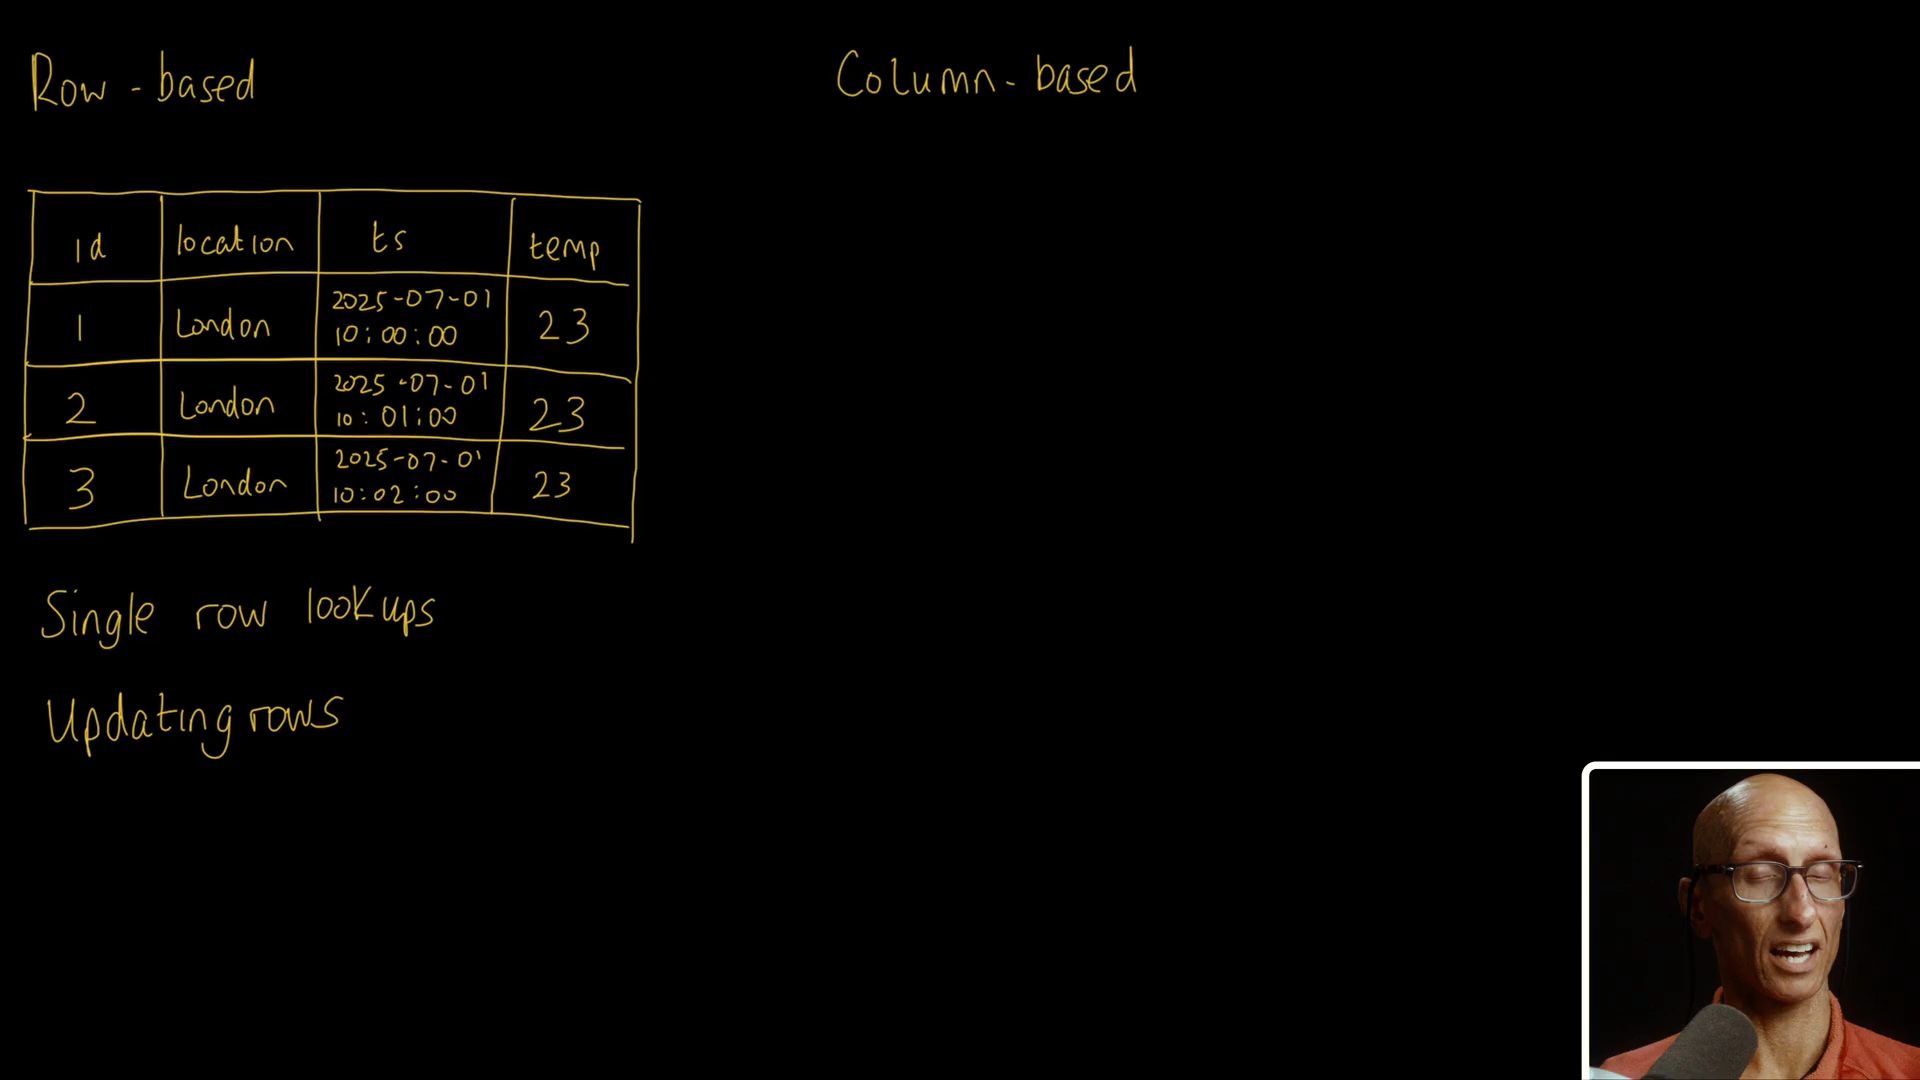 Row-based
Column-based
id location ts temp
1 London 2025-07-01 10:00:00 23
2 London 2025-07-01 10:01:00 23
3 London 2025-07-01 10:02:00 23
Single row lookups
Updating rows